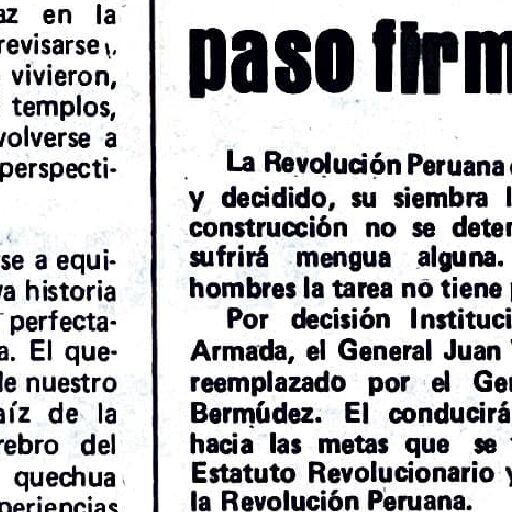 az en la
revisarse,
vivieron,
templos,
volverse a
perspecti-
se a equi-
va historia
perfecta-
a. El que-
de nuestro
aíz de la
rebro del
quechua
periencias
paso firm
La Revolución Peruana
y decidido, su siembra l
construcción no se deten
sufrirá mengua alguna.
hombres la tarea no tiene
Por decisión Instituci
Armada, el General Juan
reemplazado por el Gen
Bermúdez. El conducirá
hacia las metas que se
Estatuto Revolucionario y
la Revolución Peruana.